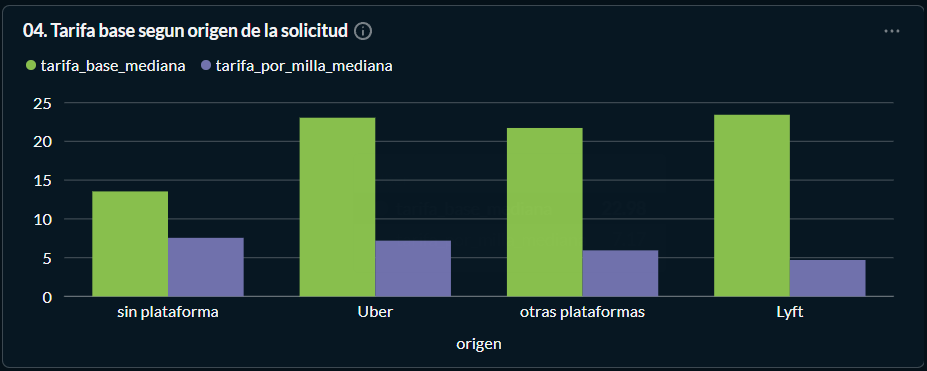 04. Tarifa base segun origen de la solicitud
tarifa_base_mediana tarifa_por_milla_mediana
25
20
15
10
5
0
sin plataforma Uber otras plataformas Lyft
origen